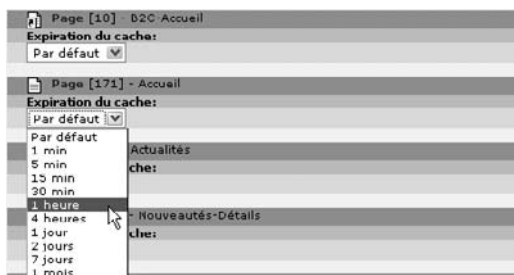 Page [10] - B2C-Accueil
Expiration du cache:
Par défaut
Page [171] - Accueil
Expiration du cache:
Par défaut
Par défaut
1 min
Actualités
5 min
che:
15 min
30 min
1 heure
4 heures
- Nouveautés-Détails
1 jour
che:
2 jours
7 jours
1 mois